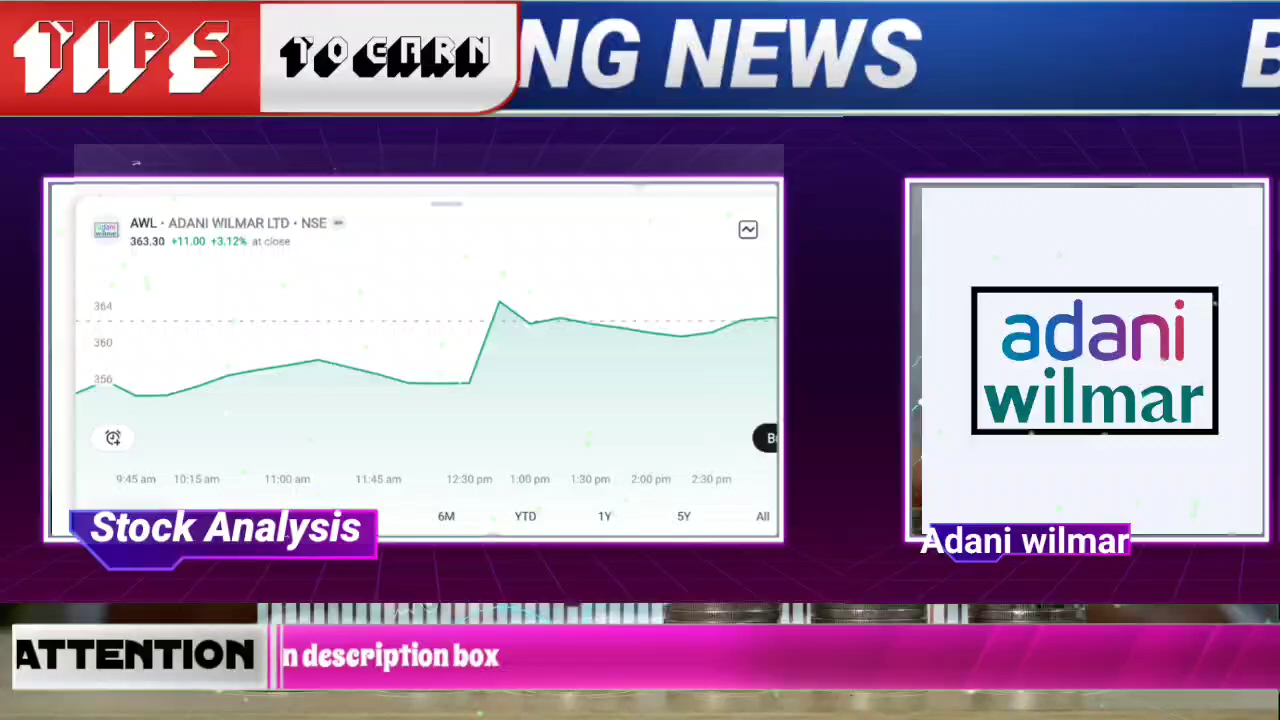 TIPS
TO EARN
NG NEWS
B
AWL · ADANI WILMAR LTD · NSE
363.30 +11.00 +3.12% at close
364
360
356
9:45 am 10:15 am 11:00 am 11:45 am 12:30 pm 1:00 pm 1:30 pm 2:00 pm 2:30 pm
6M YTD 1Y 5Y All
Stock Analysis
adani
wilmar
Adani wilmar
ATTENTION
n description box